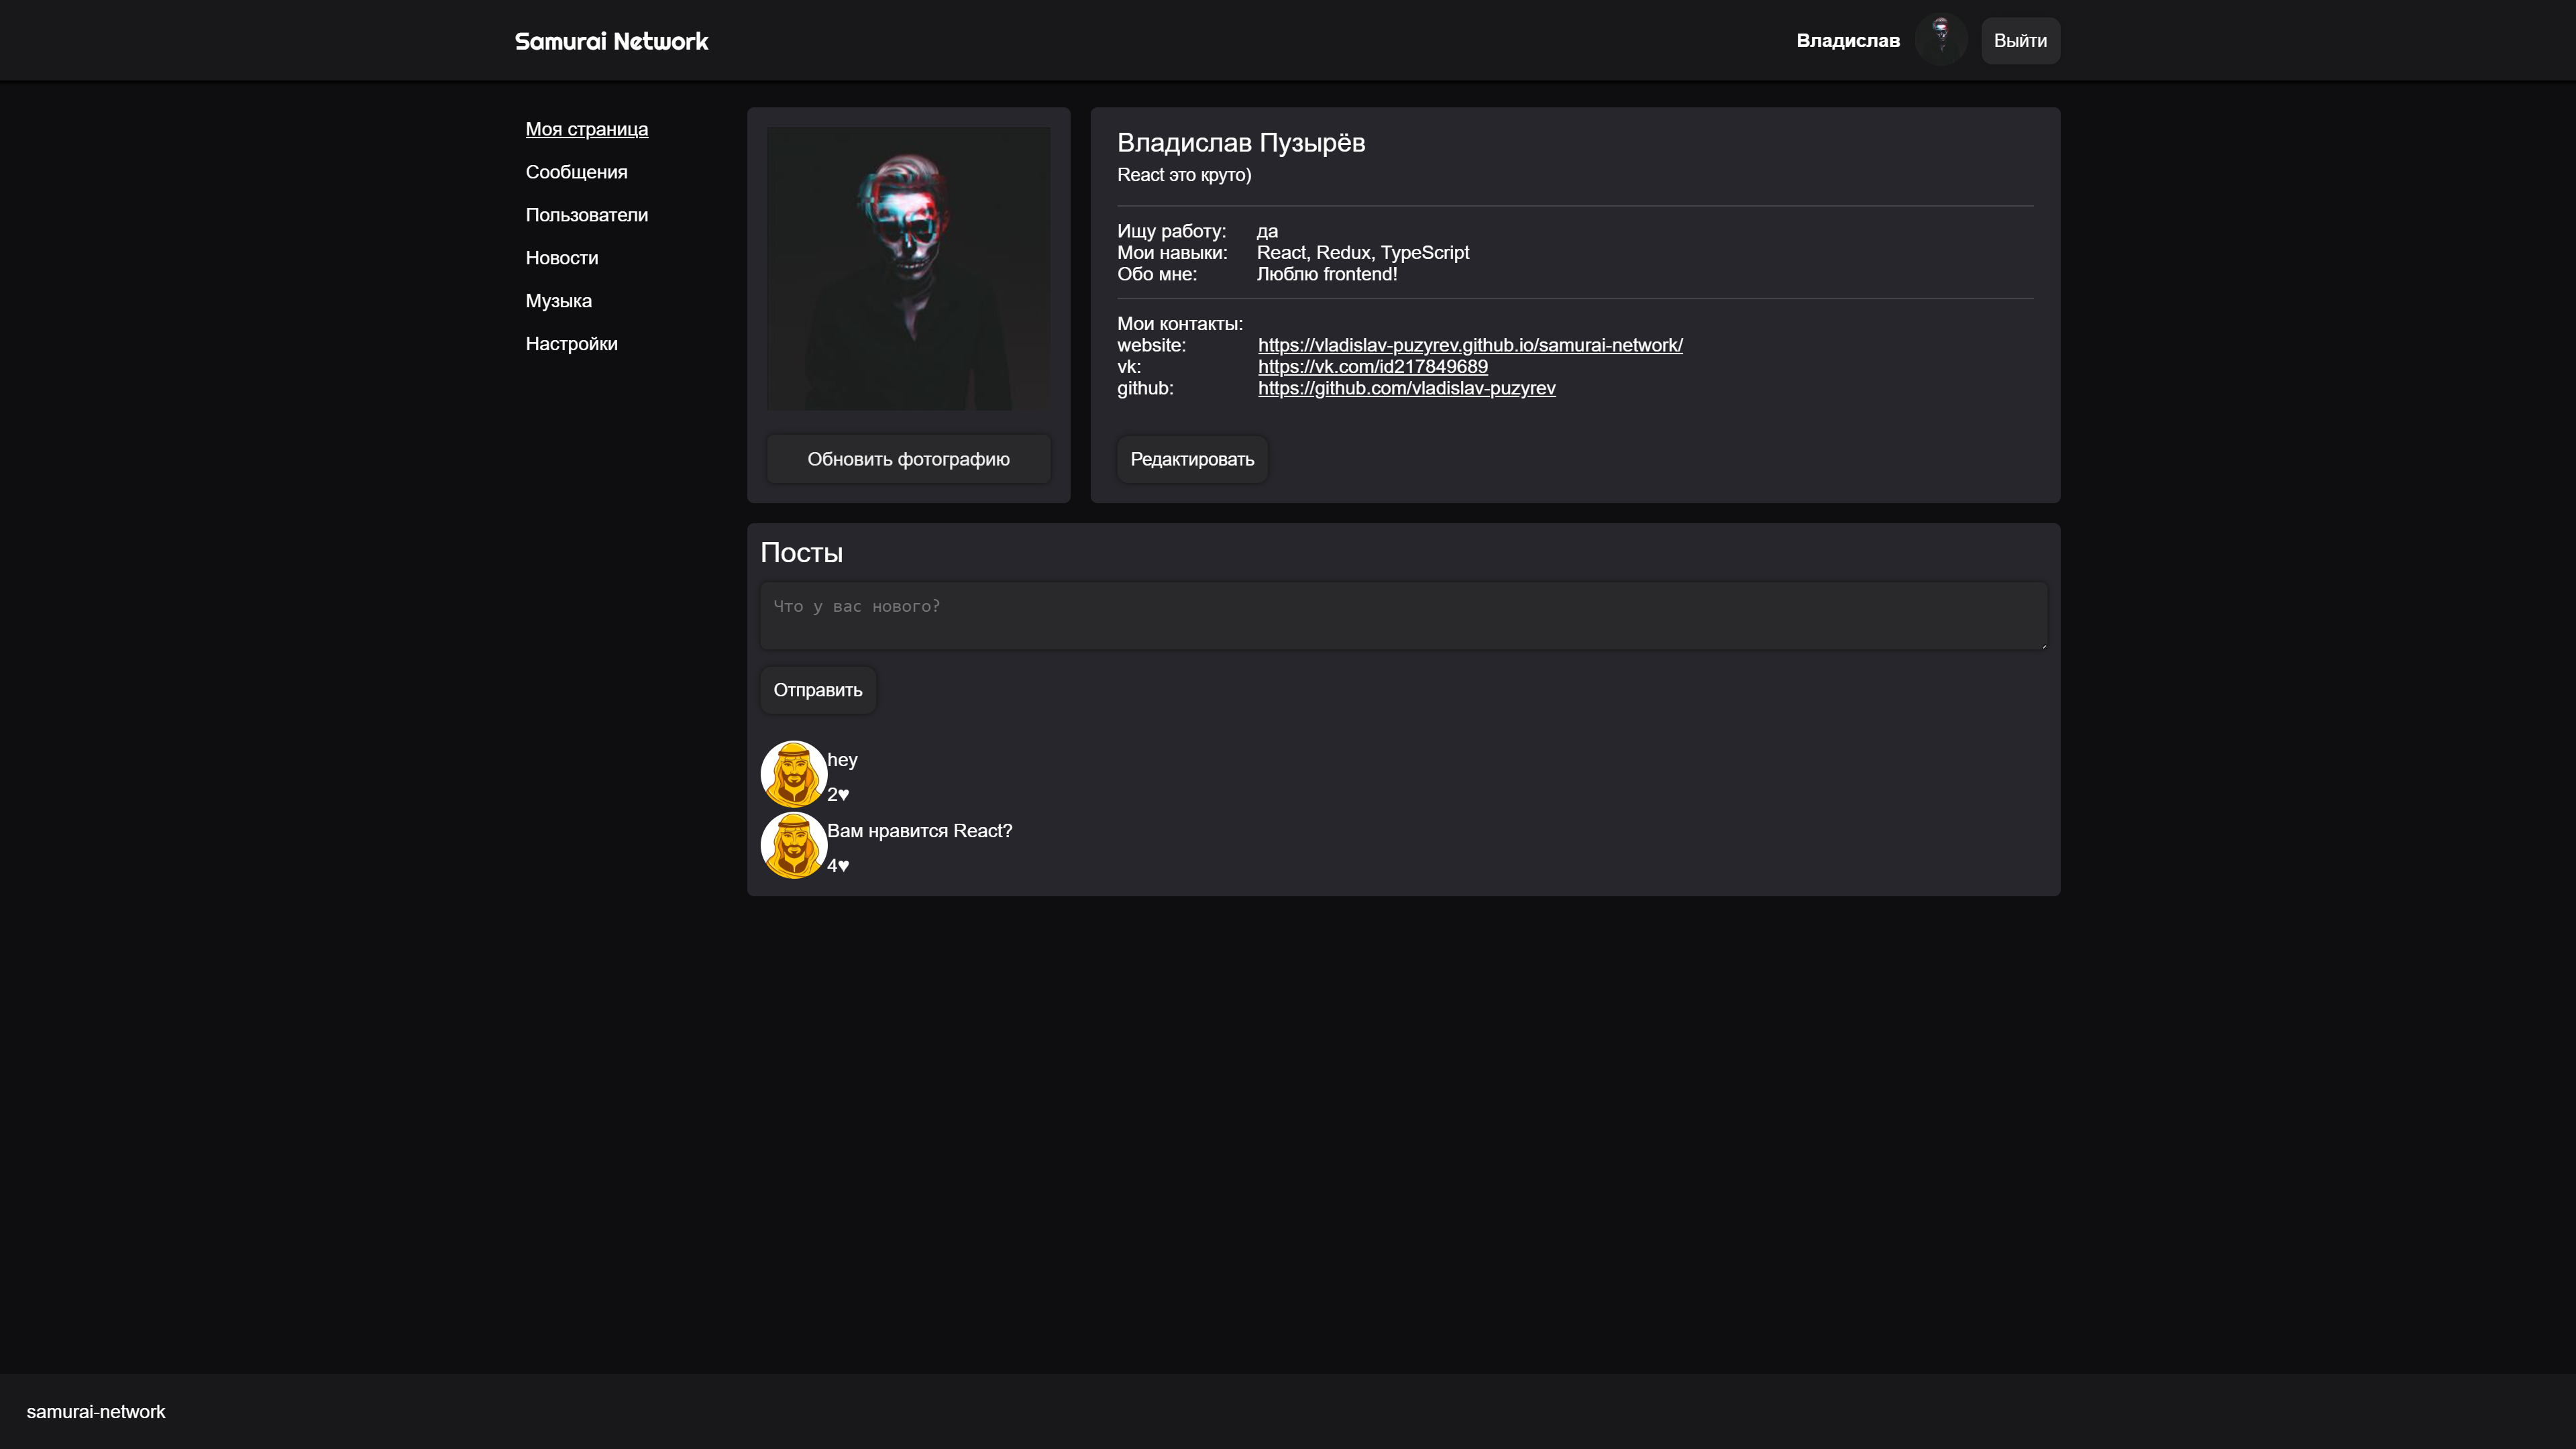 Samurai Network
Владислав
Выйти
Моя страница
Сообщения
Пользователи
Новости
Музыка
Настройки
Обновить фотографию
Владислав Пузырёв
React это круто)
Ищу работу: да
Мои навыки: React, Redux, TypeScript
Обо мне: Люблю frontend!
Мои контакты:
website: https://vladislav-puzyrev.github.io/samurai-network/
vk: https://vk.com/id217849689
github: https://github.com/vladislav-puzyrev
Редактировать
Посты
Что у вас нового?
Отправить
hey
2♥
Вам нравится React?
4♥
samurai-network